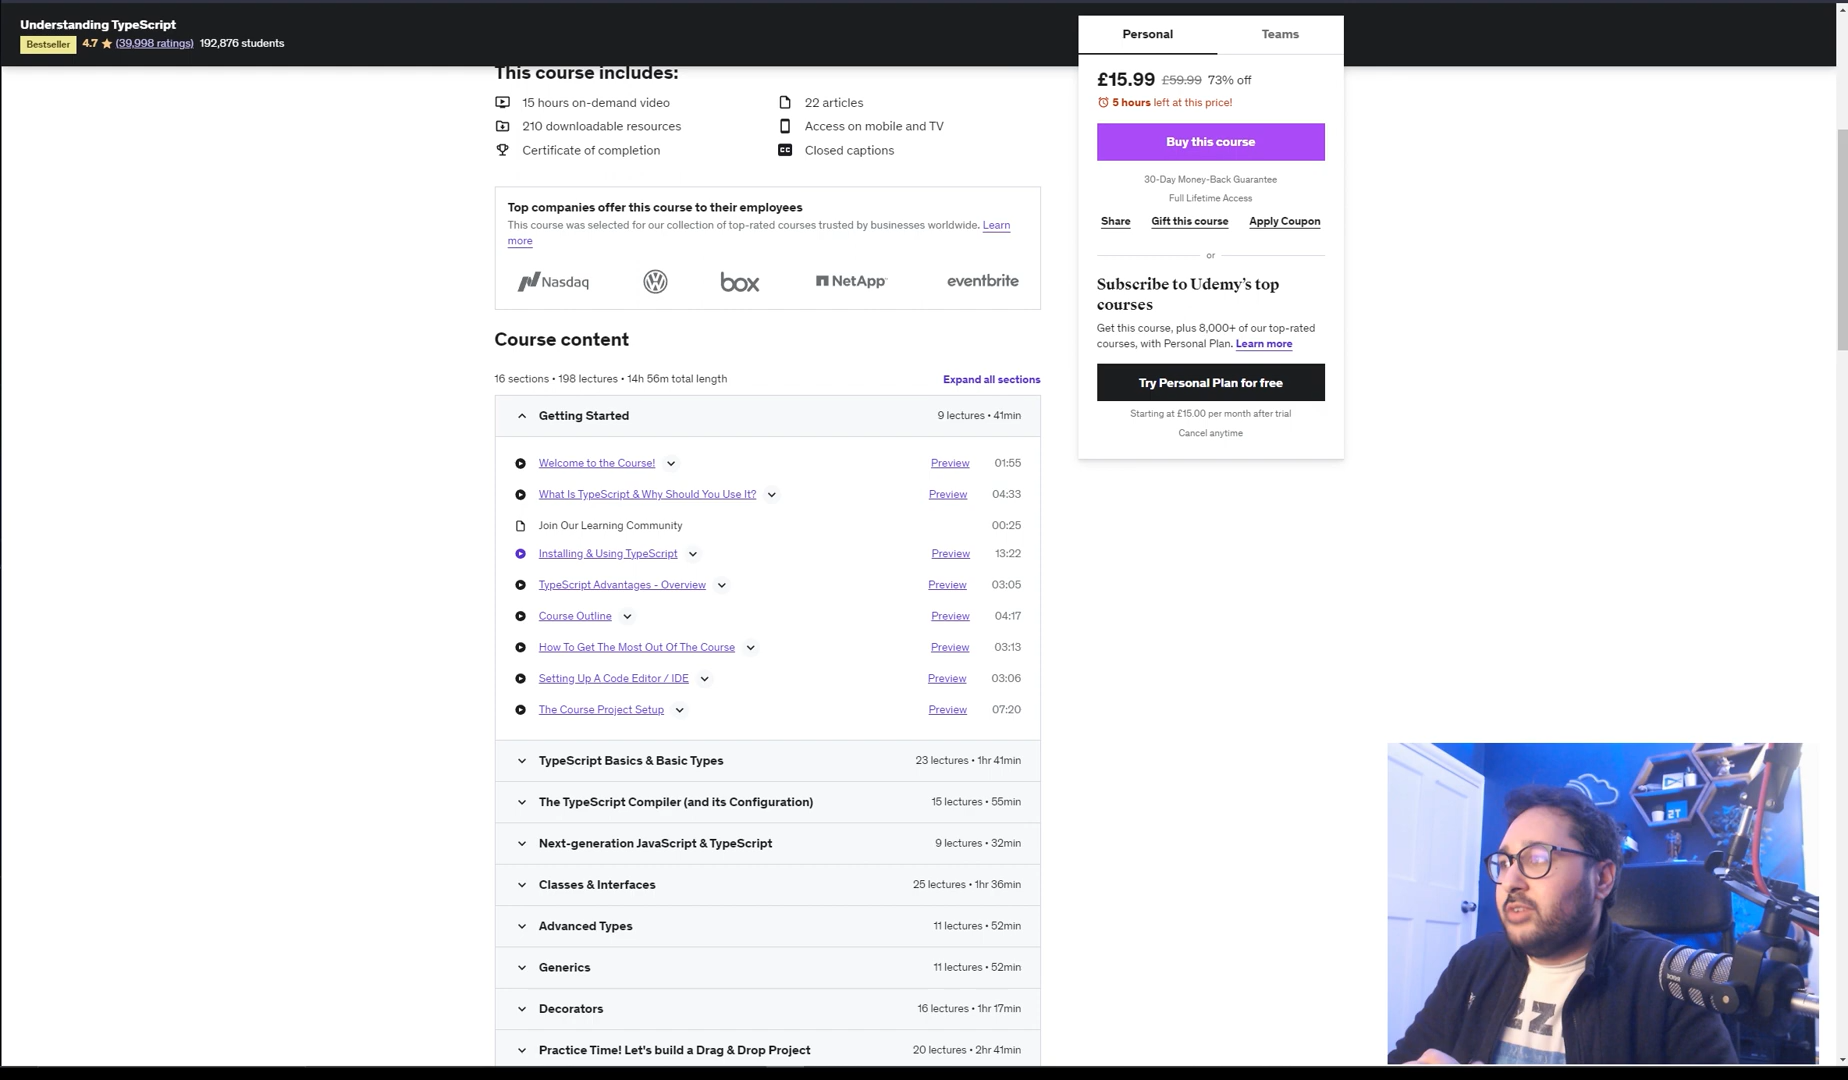 Understanding TypeScript
Bestseller 4.7 (39,998 ratings) 192,876 students
This course includes:
15 hours on-demand video
22 articles
210 downloadable resources
Access on mobile and TV
Certificate of completion
CC Closed captions
Top companies offer this course to their employees
This course was selected for our collection of top-rated courses trusted by businesses worldwide. Learn
more
Nasdaq
box
NetApp
eventbrite
Course content
16 sections • 198 lectures • 14h 56m total length
Expand all sections
Getting Started 9 lectures • 41min
Welcome to the Course! Preview 01:55
What Is TypeScript & Why Should You Use It? Preview 04:33
Join Our Learning Community 00:25
Installing & Using TypeScript Preview 13:22
TypeScript Advantages - Overview Preview 03:05
Course Outline Preview 04:17
How To Get The Most Out Of The Course Preview 03:13
Setting Up A Code Editor / IDE Preview 03:06
The Course Project Setup Preview 07:20
TypeScript Basics & Basic Types 23 lectures • 1hr 41min
The TypeScript Compiler (and its Configuration) 15 lectures • 55min
Next-generation JavaScript & TypeScript 9 lectures • 32min
Classes & Interfaces 25 lectures • 1hr 36min
Advanced Types 11 lectures • 52min
Generics 11 lectures • 52min
Decorators 16 lectures • 1hr 17min
Practice Time! Let's build a Drag & Drop Project 20 lectures • 2hr 41min
Personal Teams
£15.99 £59.99 73% off
5 hours left at this price!
Buy this course
30-Day Money-Back Guarantee
Full Lifetime Access
Share Gift this course Apply Coupon
or
Subscribe to Udemy's top
courses
Get this course, plus 8,000+ of our top-rated
courses, with Personal Plan. Learn more
Try Personal Plan for free
Starting at £15.00 per month after trial
Cancel anytime